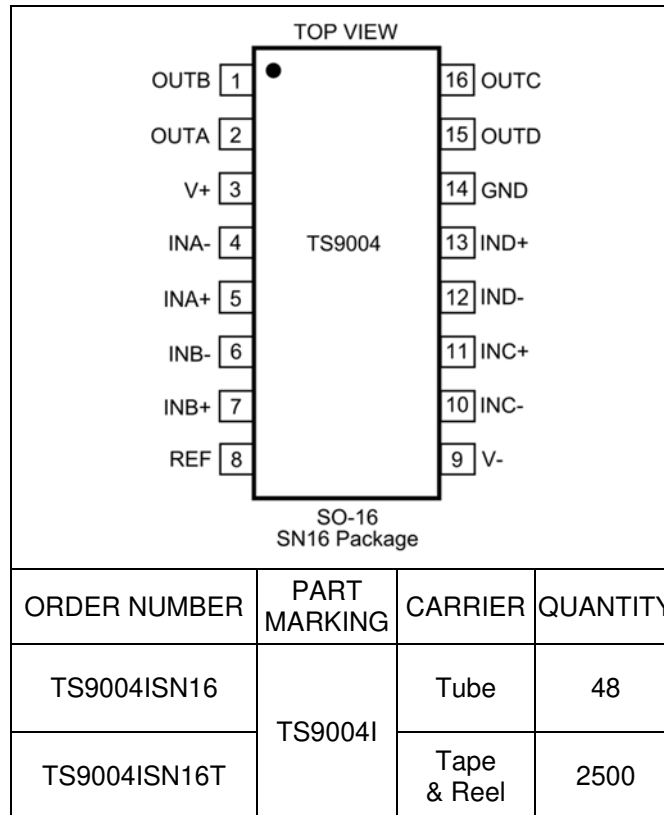 TOP VIEW
OUTB 1 16 OUTC
OUTA 2 15 OUTD
V+ 3 14 GND
INA- 4 TS9004 13 IND+
INA+ 5 12 IND-
INB- 6 11 INC+
INB+ 7 10 INC-
REF 8 9 V-
SO-16
SN16 Package
ORDER NUMBER PART MARKING CARRIER QUANTITY
TS9004ISN16 TS9004I Tube 48
TS9004ISN16T Tape & Reel 2500